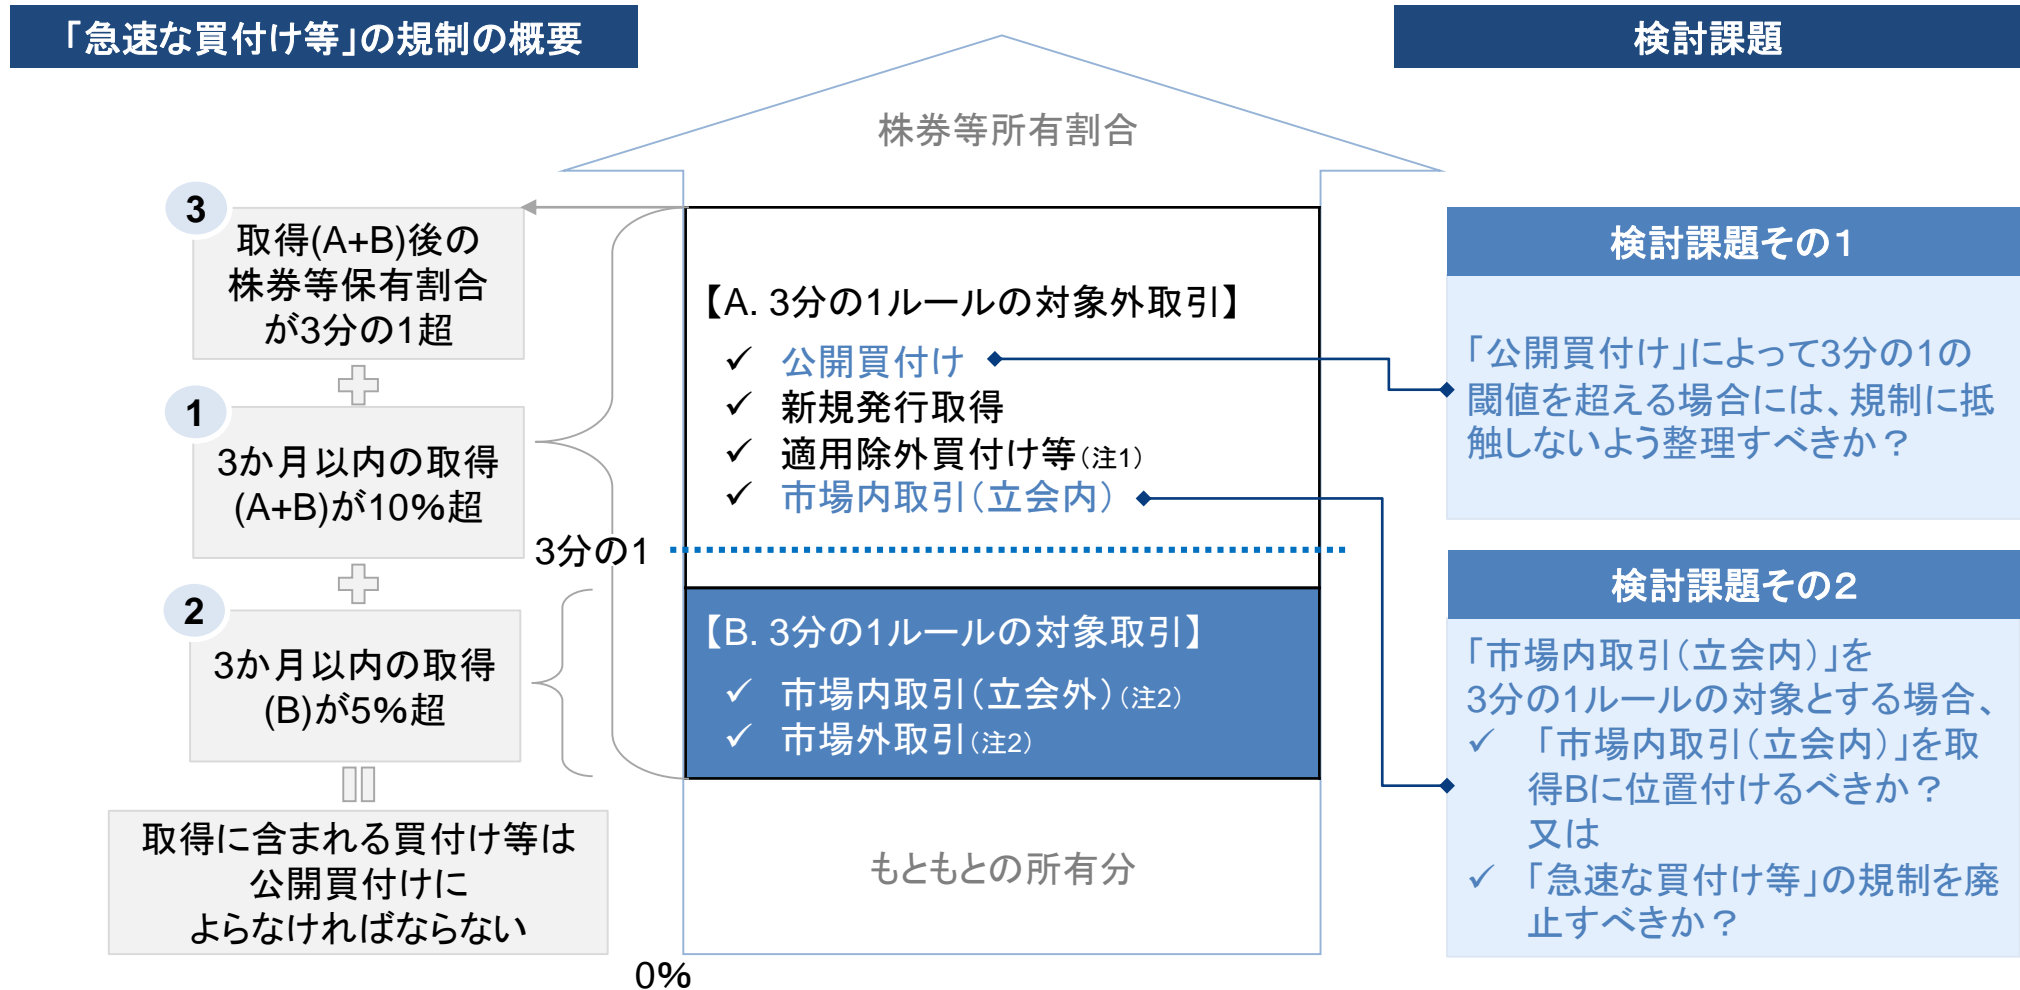 「急速な買付け等」の規制の概要
検討課題
株券等所有割合
3
取得(A+B)後の
株券等保有割合
が3分の1超
1
3か月以内の取得
(A+B)が10%超
2
3か月以内の取得
(B)が5%超
取得に含まれる買付け等は
公開買付けに
よらなければならない
3分の1
0%
【A. 3分の1ルールの対象外取引】
✓ 公開買付け
✓ 新規発行取得
✓ 適用除外買付け等（注1）
✓ 市場内取引（立会内）
【B. 3分の1ルールの対象取引】
✓ 市場内取引（立会外）（注2）
✓ 市場外取引（注2）
もともとの所有分
検討課題その１
「公開買付け」によって3分の1の
閾値を超える場合には、規制に抵
触しないよう整理すべきか？
検討課題その２
「市場内取引（立会内）」を
3分の1ルールの対象とする場合、
✓ 「市場内取引（立会内）」を取
得Bに位置付けるべきか？
又は
✓ 「急速な買付け等」の規制を廃
止すべきか？